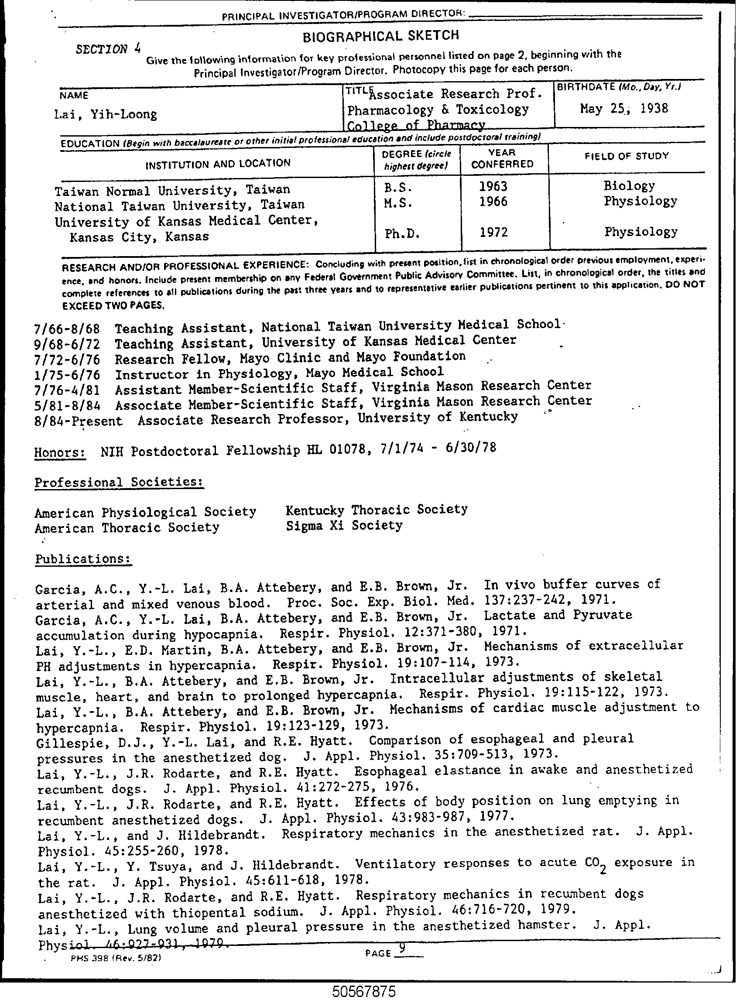 PRINCIPAL INVESTIGATOR/PROGRAM DIRECTOR:
BIOGRAPHICAL SKETCH
SECTION 4
Give the following information for key professional personnel listed on page 2, beginning with the
Principal Investigator/Program Director. Photocopy this page for each person.
NAME
Lai, Yih-Loong
TITLE
Associate Research Prof.
Pharmacology & Toxicology
College of Pharmacy
BIRTHDATE (Mo., Day, Yr.)
May 25, 1938
EDUCATION (Begin with baccalaureate or other initial professional education and include postdoctoral training)
INSTITUTION AND LOCATION DEGREE (circle highest degree) YEAR CONFERRED FIELD OF STUDY
Taiwan Normal University, Taiwan B.S. 1963 Biology
National Taiwan University, Taiwan M.S. 1966 Physiology
University of Kansas Medical Center,
Kansas City, Kansas Ph.D. 1972 Physiology
RESEARCH AND/OR PROFESSIONAL EXPERIENCE: Concluding with present position, list in chronological order previous employment, experi-
ence, and honors. Include present membership on any Federal Government Public Advisory Committee. List, in chronological order, the titles and
complete references to all publications during the past three years and to representative earlier publications pertinent to this application. DO NOT
EXCEED TWO PAGES.
7/66-8/68 Teaching Assistant, National Taiwan University Medical School
9/68-6/72 Teaching Assistant, University of Kansas Medical Center
7/72-6/76 Research Fellow, Mayo Clinic and Mayo Foundation
1/75-6/76 Instructor in Physiology, Mayo Medical School
7/76-4/81 Assistant Member-Scientific Staff, Virginia Mason Research Center
5/81-8/84 Associate Member-Scientific Staff, Virginia Mason Research Center
8/84-Present Associate Research Professor, University of Kentucky
Honors: NIH Postdoctoral Fellowship HL 01078, 7/1/74 - 6/30/78
Professional Societies:
American Physiological Society Kentucky Thoracic Society
American Thoracic Society Sigma Xi Society
Publications:
Garcia, A.C., Y.-L. Lai, B.A. Attebery, and E.B. Brown, Jr. In vivo buffer curves of
arterial and mixed venous blood. Proc. Soc. Exp. Biol. Med. 137:237-242, 1971.
Garcia, A.C., Y.-L. Lai, B.A. Attebery, and E.B. Brown, Jr. Lactate and Pyruvate
accumulation during hypocapnia. Respir. Physiol. 12:371-380, 1971.
Lai, Y.-L., E.D. Martin, B.A. Attebery, and E.B. Brown, Jr. Mechanisms of extracellular
PH adjustments in hypercapnia. Respir. Physiol. 19:107-114, 1973.
Lai, Y.-L., B.A. Attebery, and E.B. Brown, Jr. Intracellular adjustments of skeletal
muscle, heart, and brain to prolonged hypercapnia. Respir. Physiol. 19:115-122, 1973.
Lai, Y.-L., B.A. Attebery, and E.B. Brown, Jr. Mechanisms of cardiac muscle adjustment to
hypercapnia. Respir. Physiol. 19:123-129, 1973.
Gillespie, D.J., Y.-L. Lai, and R.E. Hyatt. Comparison of esophageal and pleural
pressures in the anesthetized dog. J. Appl. Physiol. 35:709-513, 1973.
Lai, Y.-L., J.R. Rodarte, and R.E. Hyatt. Esophageal elastance in awake and anesthetized
recumbent dogs. J. Appl. Physiol. 41:272-275, 1976.
Lai, Y.-L., J.R. Rodarte, and R.E. Hyatt. Effects of body position on lung emptying in
recumbent anesthetized dogs. J. Appl. Physiol. 43:983-987, 1977.
Lai, Y.-L., and J. Hildebrandt. Respiratory mechanics in the anesthetized rat. J. Appl.
Physiol. 45:255-260, 1978.
Lai, Y.-L., Y. Tsuya, and J. Hildebrandt. Ventilatory responses to acute CO2 exposure in
the rat. J. Appl. Physiol. 45:611-618, 1978.
Lai, Y.-L., J.R. Rodarte, and R.E. Hyatt. Respiratory mechanics in recumbent dogs
anesthetized with thiopental sodium. J. Appl. Physiol. 46:716-720, 1979.
Lai, Y.-L., Lung volume and pleural pressure in the anesthetized hamster. J. Appl.
Physiol. 46:927-931, 1979.
PHS 398 (Rev. 5/82) PAGE 9
50567875